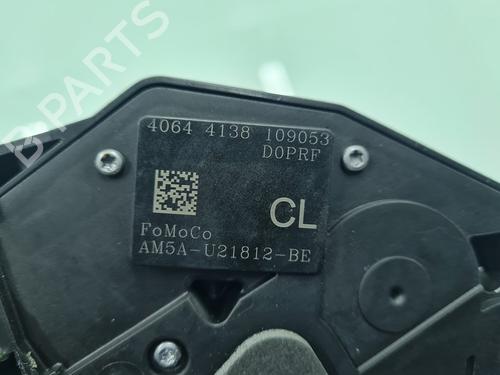 B-PARTS
4064 4138 109053
D0PRF
CL
FoMoCo
AM5A-U21812-BE